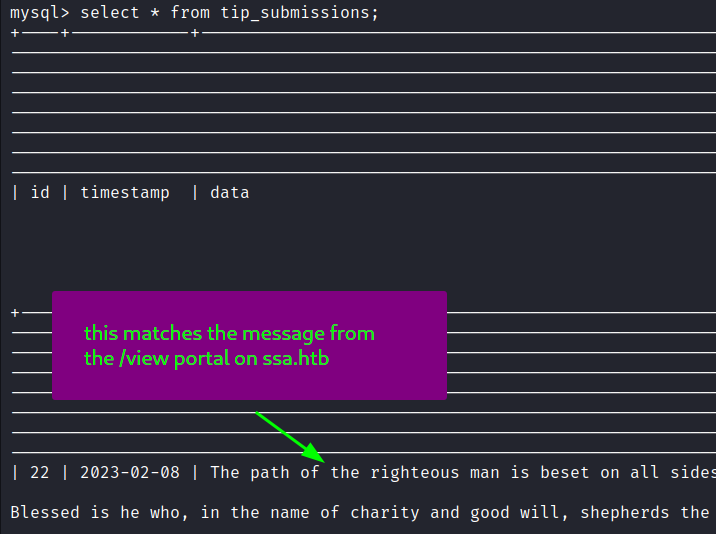 mysql> select * from tip_submissions;
| id | timestamp  | data
this matches the message from
the /view portal on ssa.htb
| 22 | 2023-02-08 | The path of the righteous man is beset on all sides
Blessed is he who, in the name of charity and good will, shepherds the